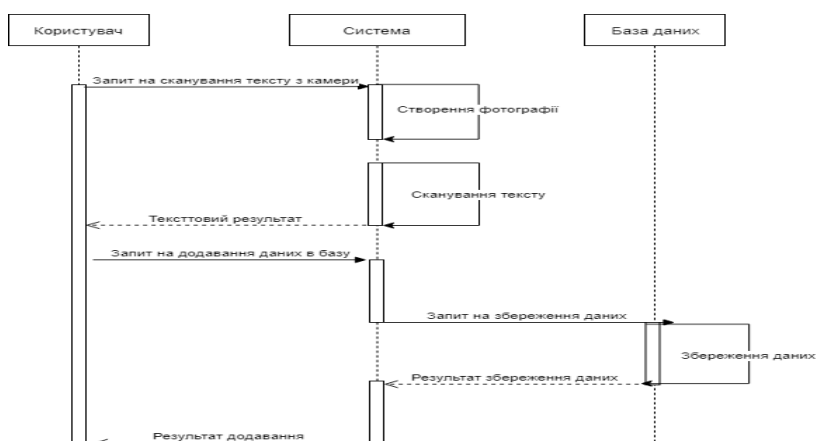 Користувач
Система
База даних
Запит на сканування тексту з камери
Створення фотографії
Сканування тексту
Тексттовий результат
Запит на додавання даних в базу
Запит на збереження даних
Збереження даних
Результат збереження даних
Результат додавання